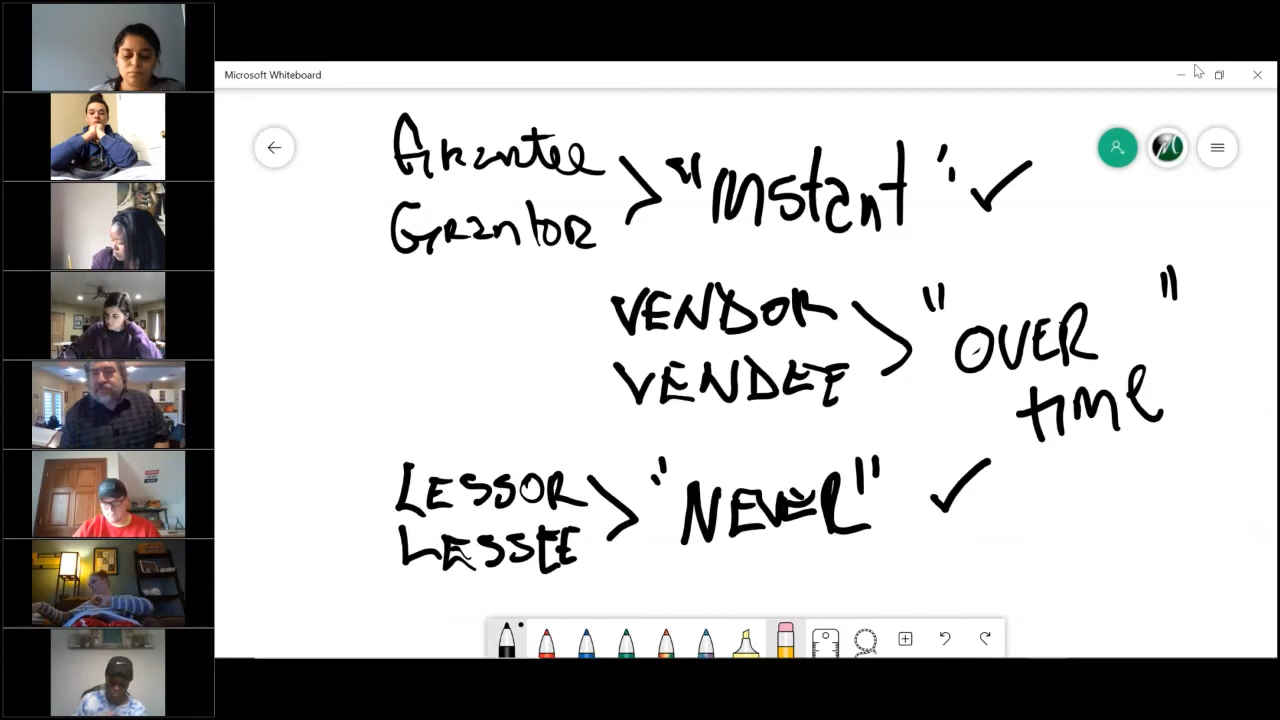 Microsoft Whiteboard
Grantee
Grantor
"Instant"
VENDOR
VENDEE
"OVER
time"
LESSOR
LESSEE
"NEVER"